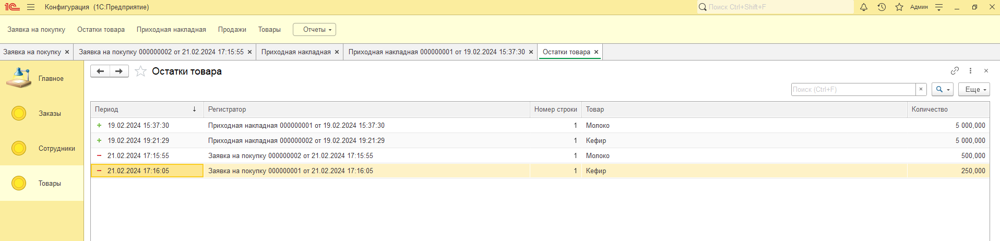 1С Конфигурация (1С:Предприятие) Поиск Ctrl+Shift+F Админ
Заявка на покупку Остатки товара Приходная накладная Продажи Товары Отчеты
Заявка на покупку Заявка на покупку 000000002 от 21.02.2024 17:15:55 Приходная накладная Приходная накладная 000000001 от 19.02.2024 15:37:30 Остатки товара
Главное
Заказы
Сотрудники
Товары
Остатки товара
Поиск (Ctrl+F) Еще
Период Регистратор Номер строки Товар Количество
19.02.2024 15:37:30 Приходная накладная 000000001 от 19.02.2024 15:37:30 1 Молоко 5 000,000
19.02.2024 19:21:29 Приходная накладная 000000002 от 19.02.2024 19:21:29 1 Кефир 5 000,000
21.02.2024 17:15:55 Заявка на покупку 000000002 от 21.02.2024 17:15:55 1 Молоко 500,000
21.02.2024 17:16:05 Заявка на покупку 000000001 от 21.02.2024 17:16:05 1 Кефир 250,000